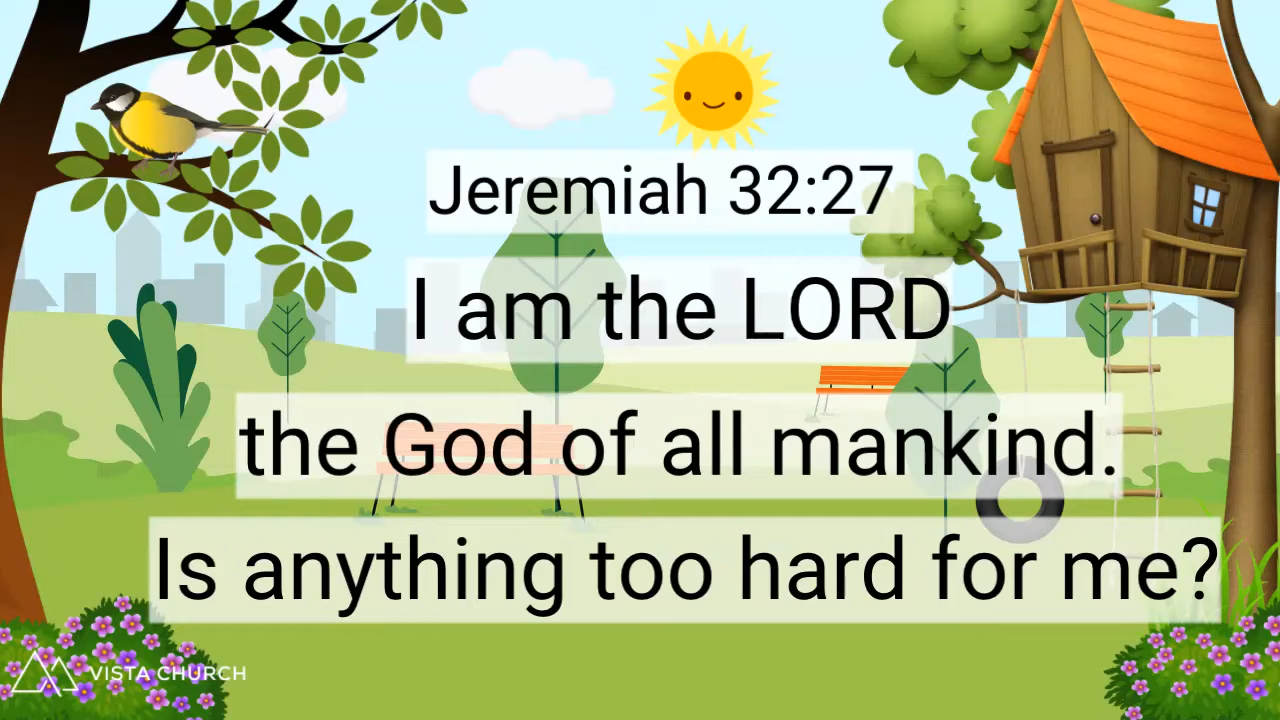 Jeremiah 32:27
I am the LORD
the God of all mankind.
Is anything too hard for me?
VISTA CHURCH